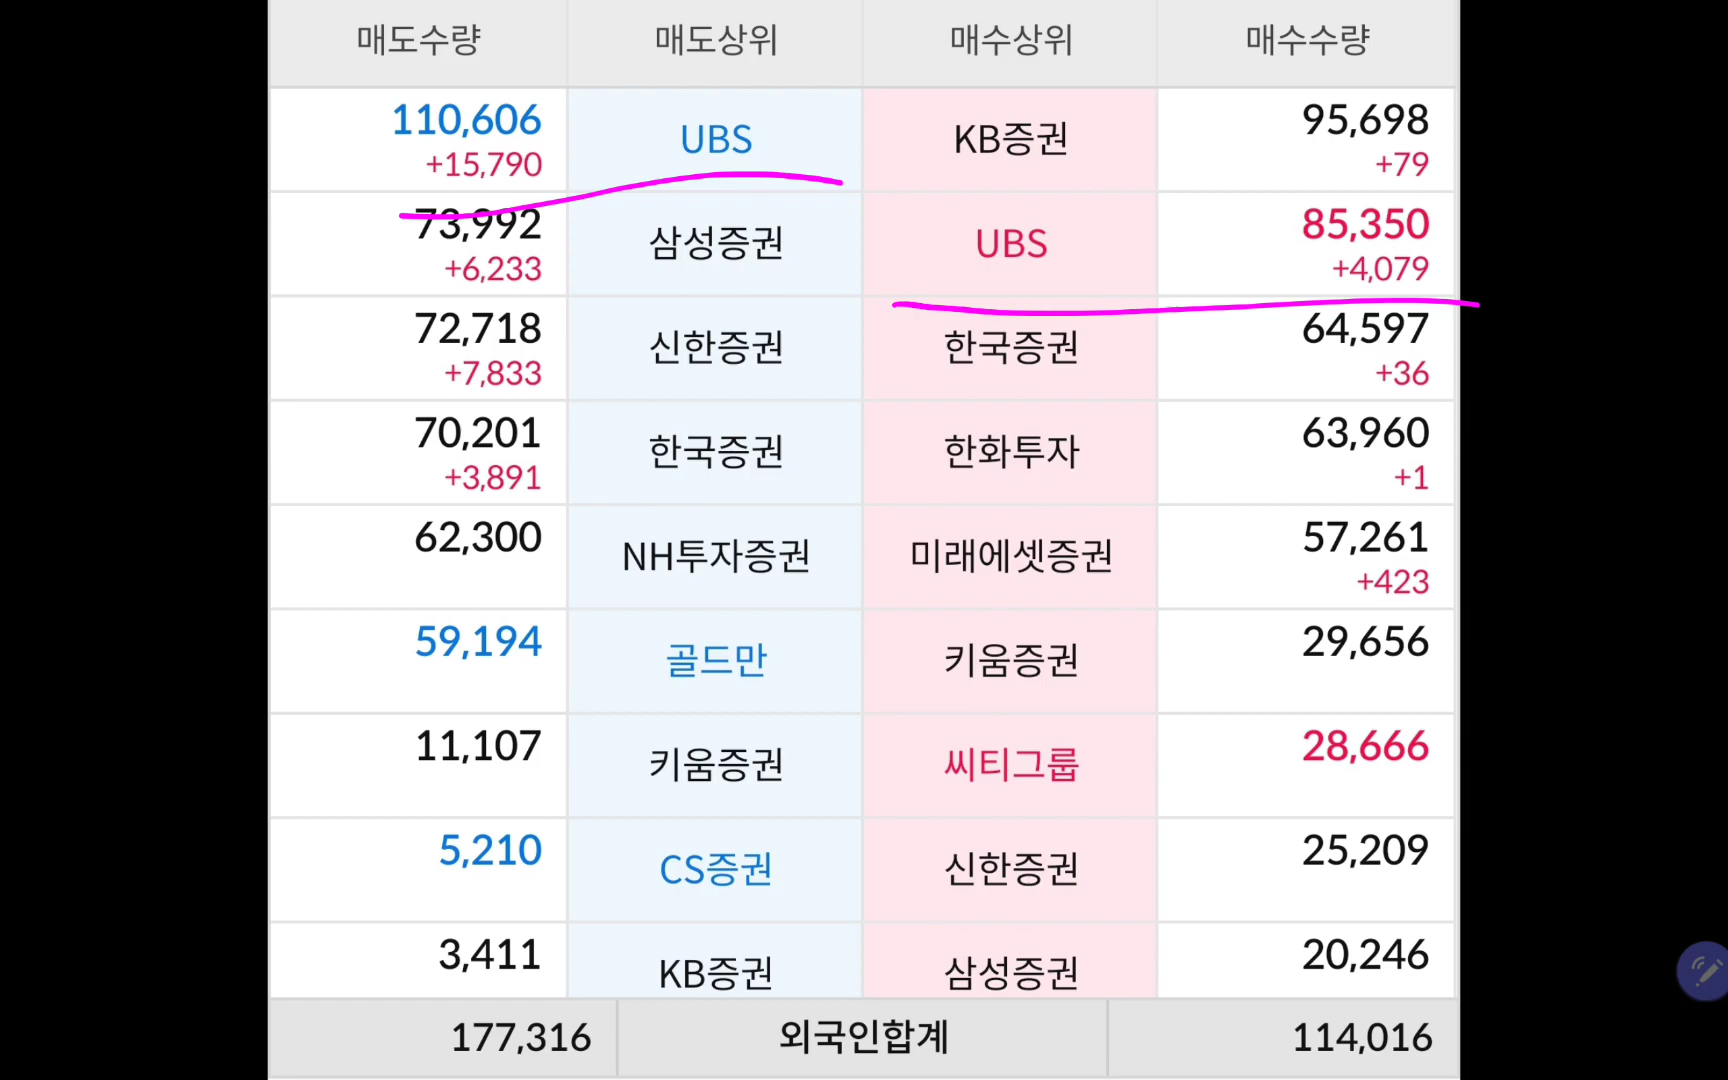 매도수량 매도상위 매수상위 매수수량
110,606 UBS KB증권 95,698
+15,790 +79
73,992 삼성증권 UBS 85,350
+6,233 +4,079
72,718 신한증권 한국증권 64,597
+7,833 +36
70,201 한국증권 한화투자 63,960
+3,891 +1
62,300 NH투자증권 미래에셋증권 57,261
+423
59,194 골드만 키움증권 29,656
11,107 키움증권 씨티그룹 28,666
5,210 CS증권 신한증권 25,209
3,411 KB증권 삼성증권 20,246
177,316 외국인합계 114,016